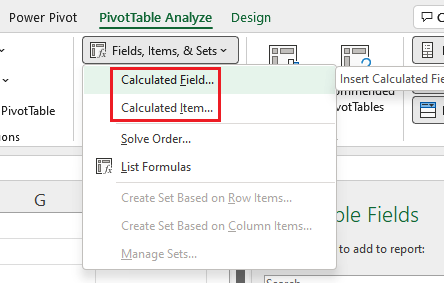 Power Pivot PivotTable Analyze Design
Fields, Items, & Sets
Calculated Field...
Insert Calculated Fie
Calculated Item...
ommended
PivotTable
PivotTables
Solve Order...
List Formulas
G
Create Set Based on Row Items...
ble Fields
Create Set Based on Column Items...
to add to report:
Manage Sets...
Search